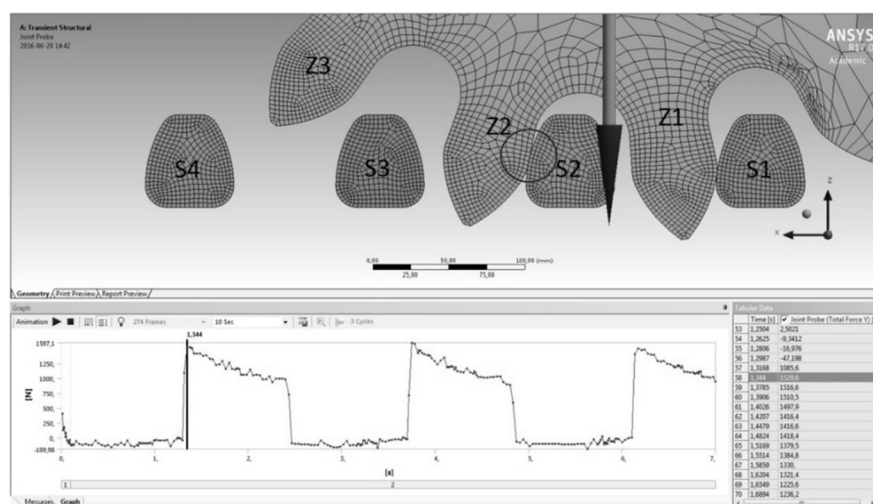 A: Transient Structural
Joint Probe
2016-06-20 14:42
ANSYS
R17.0
Academic
Z3
Z2
Z1
S4
S3
S2
S1
z
x
0,00
50,00
100,00 (mm)
25,00
75,00
Geometry / Print Preview / Report Preview /
Graph
Animation
274 Frames
10 Sec
3 Cycles
1,344
1597,1
1250,
1000,
750,
500,
250,
0,
-189,98
[N]
0,
1,
2,
3,
4,
5,
6,
7,
[s]
1
2
Messages Graph
Tabular Data
Time [s] Joint Probe (Total Force Y)
53 1,2504 2,5021
54 1,2625 -9,3412
55 1,2806 -16,976
56 1,2987 -47,198
57 1,3168 1085,6
58 1,344 1529,6
59 1,3785 1516,6
60 1,3906 1510,5
61 1,4026 1497,9
62 1,4207 1416,4
63 1,4479 1416,6
64 1,4824 1418,4
65 1,5169 1379,5
66 1,5514 1384,8
67 1,5859 1330,
68 1,6204 1321,4
69 1,6549 1225,6
70 1,6894 1236,2